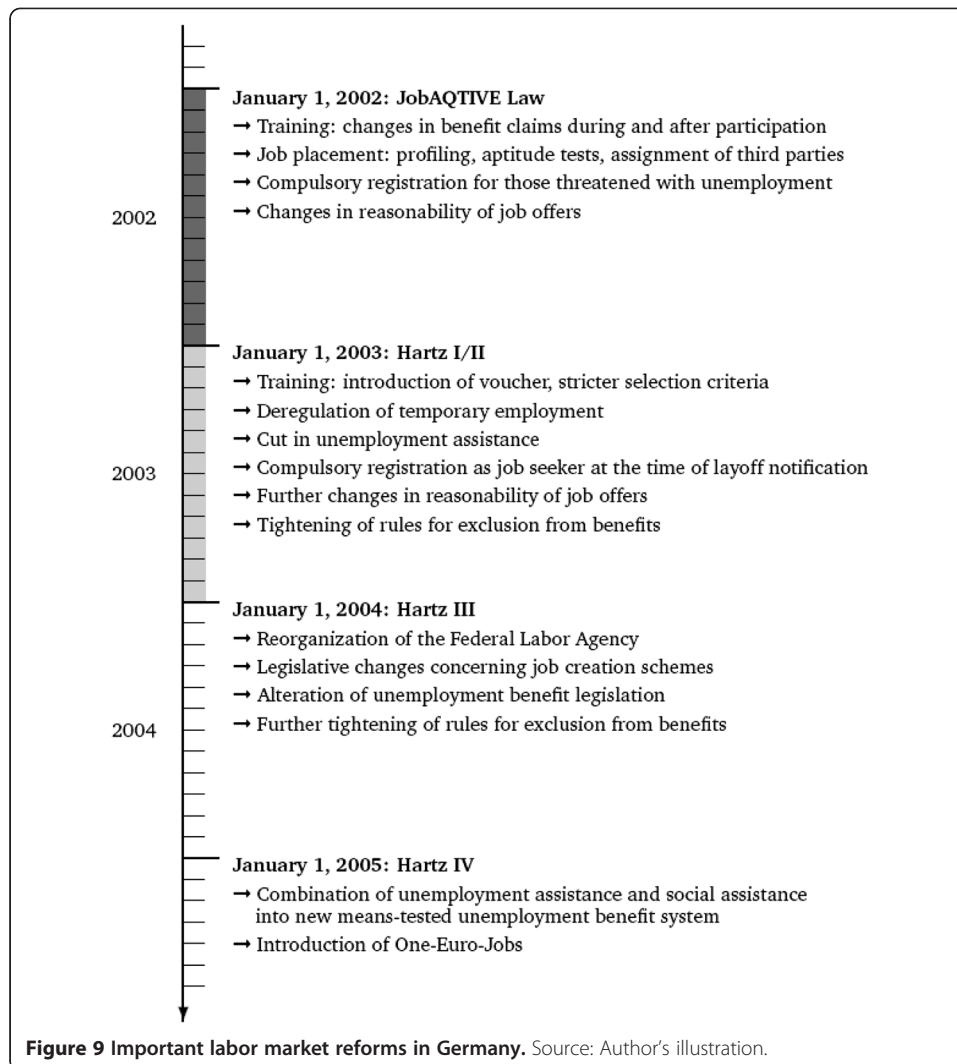 January 1, 2002: JobAQTIVE Law
→ Training: changes in benefit claims during and after participation
→ Job placement: profiling, aptitude tests, assignment of third parties
→ Compulsory registration for those threatened with unemployment
→ Changes in reasonability of job offers
2002
January 1, 2003: Hartz I/II
→ Training: introduction of voucher, stricter selection criteria
→ Deregulation of temporary employment
→ Cut in unemployment assistance
→ Compulsory registration as job seeker at the time of layoff notification
2003
→ Further changes in reasonability of job offers
→ Tightening of rules for exclusion from benefits
January 1, 2004: Hartz III
→ Reorganization of the Federal Labor Agency
→ Legislative changes concerning job creation schemes
→ Alteration of unemployment benefit legislation
→ Further tightening of rules for exclusion from benefits
2004
January 1, 2005: Hartz IV
→ Combination of unemployment assistance and social assistance
into new means-tested unemployment benefit system
→ Introduction of One-Euro-Jobs
Figure 9 Important labor market reforms in Germany. Source: Author's illustration.